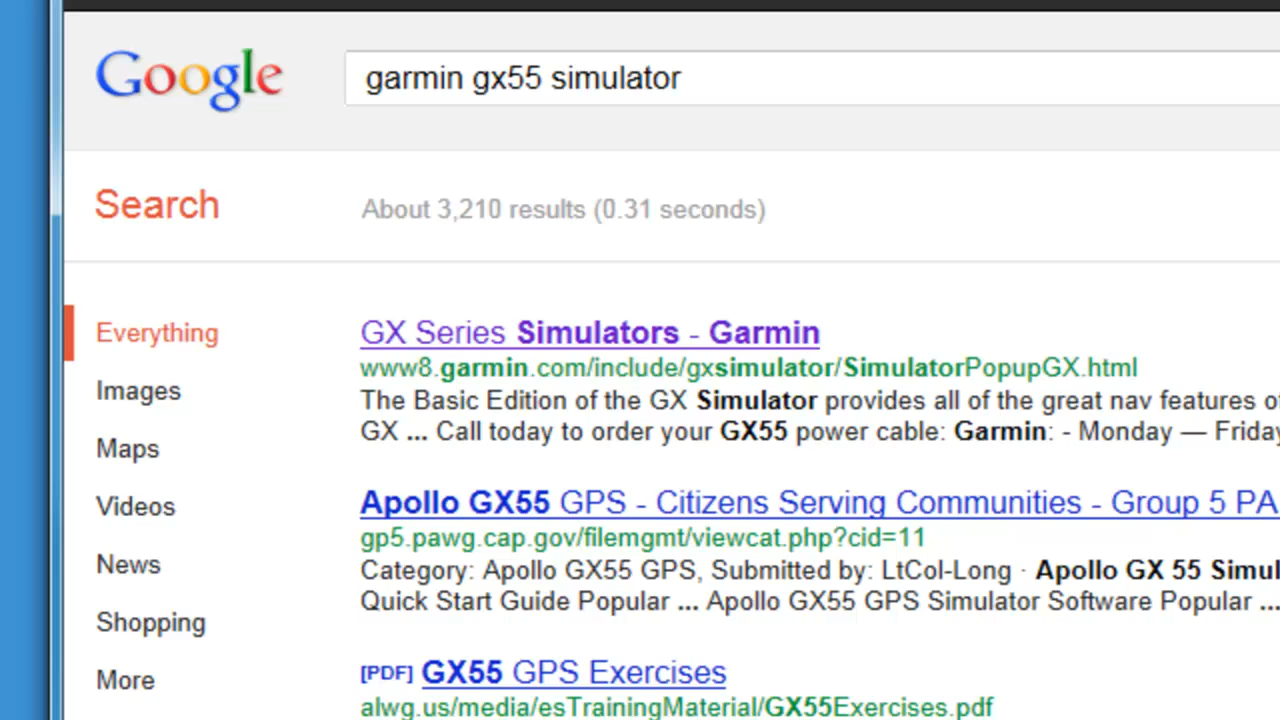 Google
garmin gx55 simulator
Search
About 3,210 results (0.31 seconds)
Everything
Images
Maps
Videos
News
Shopping
More
GX Series Simulators - Garmin
www8.garmin.com/include/gxsimulator/SimulatorPopupGX.html
The Basic Edition of the GX Simulator provides all of the great nav features
GX ... Call today to order your GX55 power cable: Garmin: - Monday — Friday
Apollo GX55 GPS - Citizens Serving Communities - Group 5 PA
gp5.pawg.cap.gov/filemgmt/viewcat.php?cid=11
Category: Apollo GX55 GPS, Submitted by: LtCol-Long · Apollo GX 55 Simul
Quick Start Guide Popular ... Apollo GX55 GPS Simulator Software Popular ...
[PDF] GX55 GPS Exercises
alwg.us/media/esTrainingMaterial/GX55Exercises.pdf